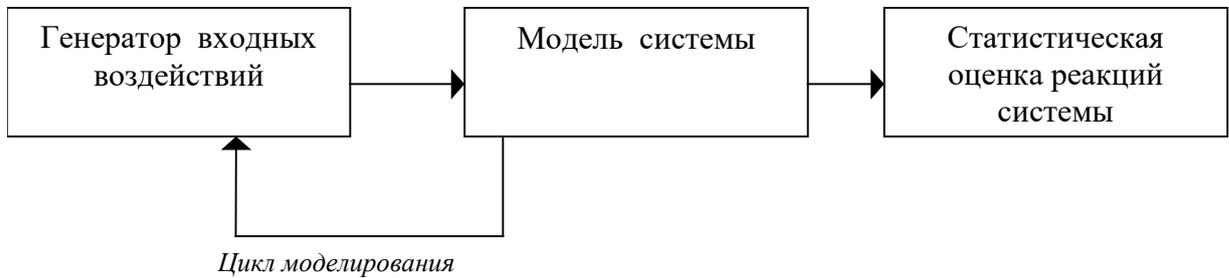 Генератор входных
воздействий
Модель системы
Статистическая
оценка реакций
системы
Цикл моделирования